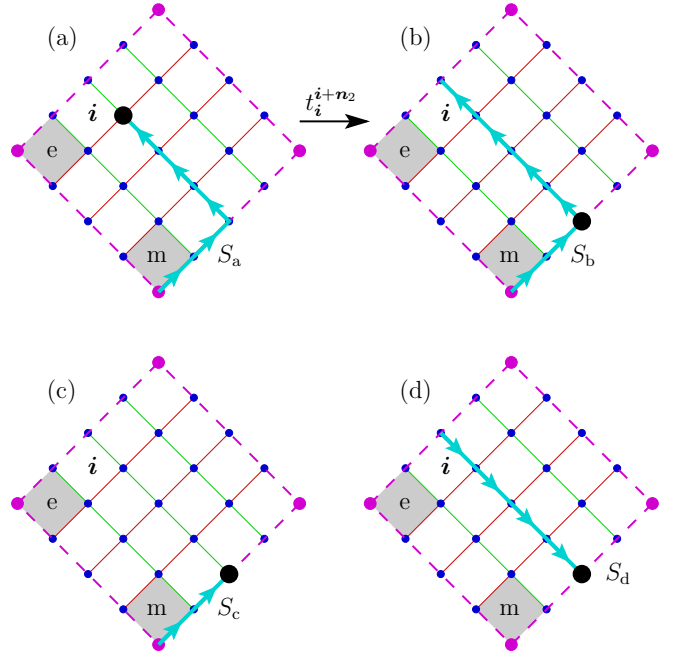 (a) (b)
i t_i^{i+n_2} i
e e
m S_a m S_b
(c) (d)
i i
e e
m S_c m S_d